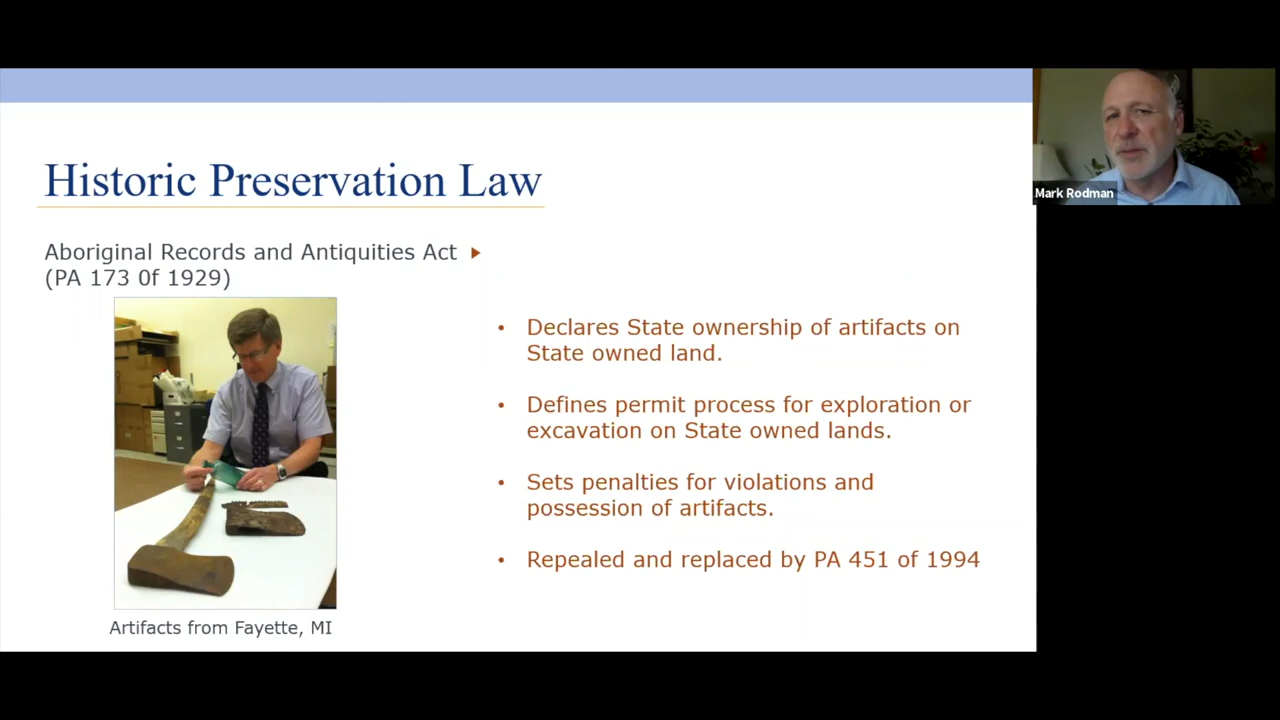 Historic Preservation Law
Aboriginal Records and Antiquities Act
(PA 173 0f 1929)
Artifacts from Fayette, MI
• Declares State ownership of artifacts on
State owned land.
• Defines permit process for exploration or
excavation on State owned lands.
• Sets penalties for violations and
possession of artifacts.
• Repealed and replaced by PA 451 of 1994
Mark Rodman